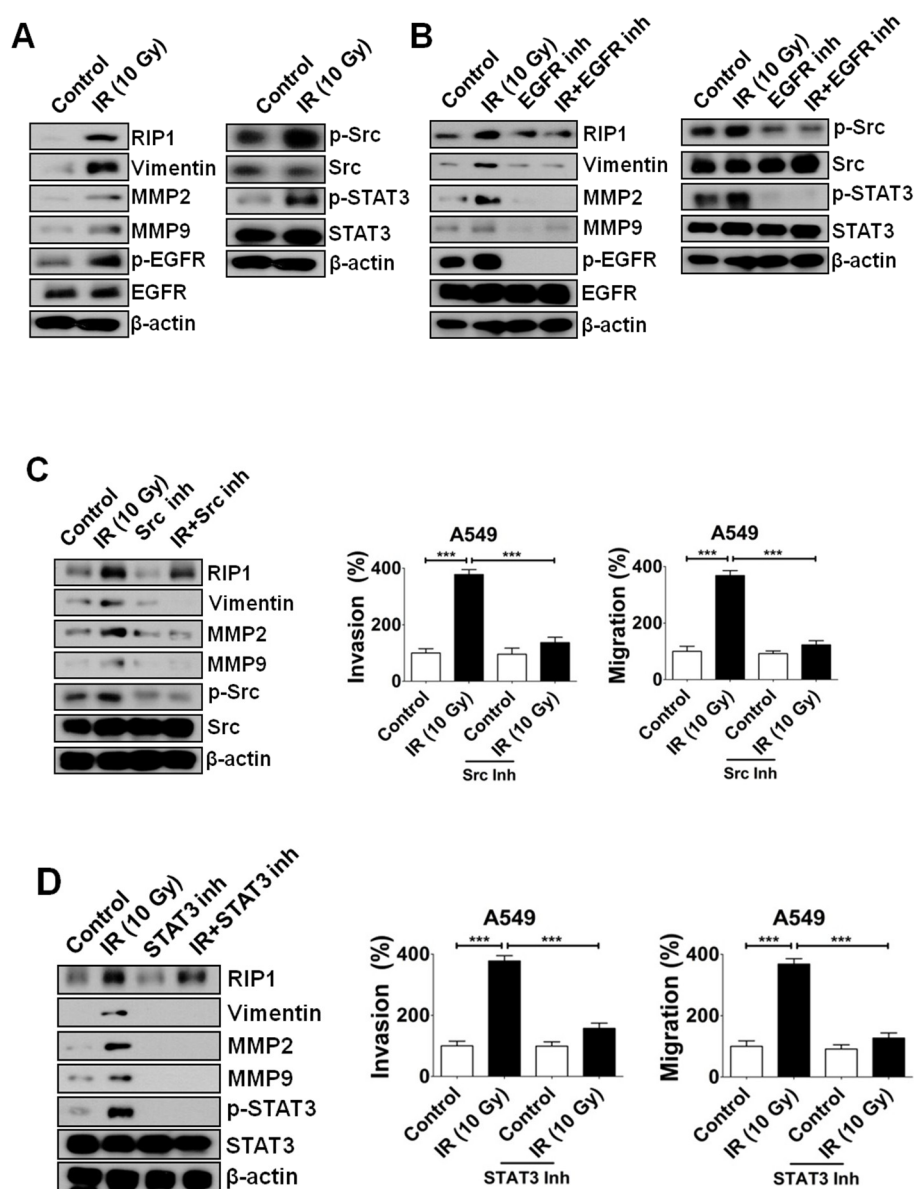 A
Control
IR (10 Gy)
RIP1
Vimentin
MMP2
MMP9
p-EGFR
EGFR
β-actin
Control
IR (10 Gy)
p-Src
Src
p-STAT3
STAT3
β-actin
B
Control
IR (10 Gy)
EGFR inh
IR+EGFR inh
RIP1
Vimentin
MMP2
MMP9
p-EGFR
EGFR
β-actin
Control
IR (10 Gy)
EGFR inh
IR+EGFR inh
p-Src
Src
p-STAT3
STAT3
β-actin
C
Control
IR (10 Gy)
Src inh
IR+Src inh
RIP1
Vimentin
MMP2
MMP9
p-Src
Src
β-actin
A549
*** ***
Invasion (%)
400
200
0
Control
IR (10 Gy)
Control
IR (10 Gy)
Src Inh
A549
*** ***
Migration (%)
400
200
0
Control
IR (10 Gy)
Control
IR (10 Gy)
Src Inh
D
Control
IR (10 Gy)
STAT3 inh
IR+STAT3 inh
RIP1
Vimentin
MMP2
MMP9
p-STAT3
STAT3
β-actin
A549
*** ***
Invasion (%)
400
200
0
Control
IR (10 Gy)
Control
IR (10 Gy)
STAT3 Inh
A549
*** ***
Migration (%)
400
200
0
Control
IR (10 Gy)
Control
IR (10 Gy)
STAT3 Inh